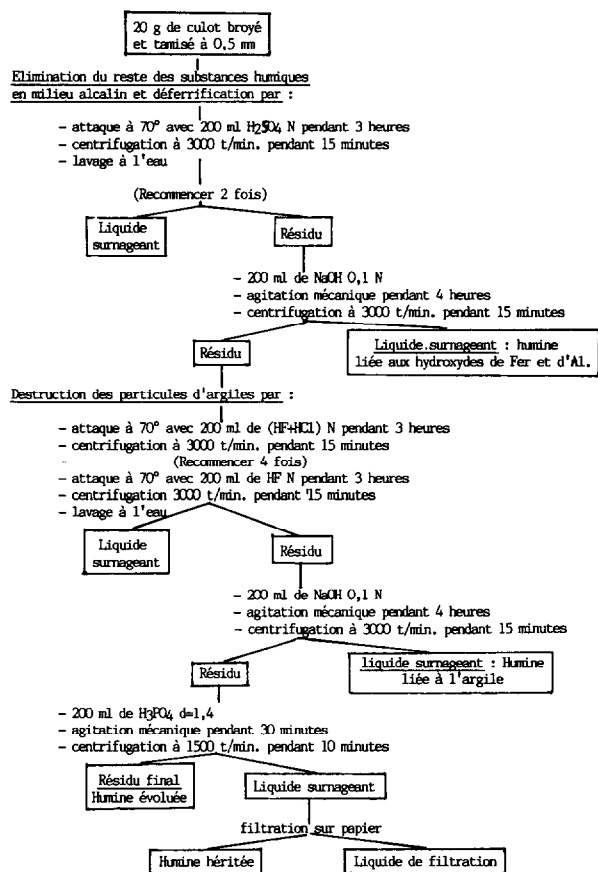 20 g de culot broyé
et tamisé à 0,5 mm
Elimination du reste des substances humiques
en milieu alcalin et déferrification par :
- attaque à 70° avec 200 ml H2SO4 N pendant 3 heures
- centrifugation à 3000 t/min. pendant 15 minutes
- lavage à l'eau
(Recommencer 2 fois)
Liquide
surnageant
Résidu
- 200 ml de NaOH 0,1 N
- agitation mécanique pendant 4 heures
- centrifugation à 3000 t/min. pendant 15 minutes
Résidu
Liquide.surnageant : humine
liée aux hydroxydes de Fer et d'Al.
Destruction des particules d'argiles par :
- attaque à 70° avec 200 ml de (HF+HCl) N pendant 3 heures
- centrifugation à 3000 t/min. pendant 15 minutes
(Recommencer 4 fois)
- attaque à 70° avec 200 ml de HF N pendant 3 heures
- centrifugation 3000 t/min. pendant 15 minutes
- lavage à l'eau
Liquide
surnageant
Résidu
- 200 ml de NaOH 0,1 N
- agitation mécanique pendant 4 heures
- centrifugation à 3000 t/min. pendant 15 minutes
Résidu
liquide surnageant : Humine
liée à l'argile
- 200 ml de H3PO4 d=1,4
- agitation mécanique pendant 30 minutes
- centrifugation à 1500 t/min. pendant 10 minutes
Résidu final
Humine évoluée
Liquide surnageant
filtration sur papier
Humine héritée
Liquide de filtration